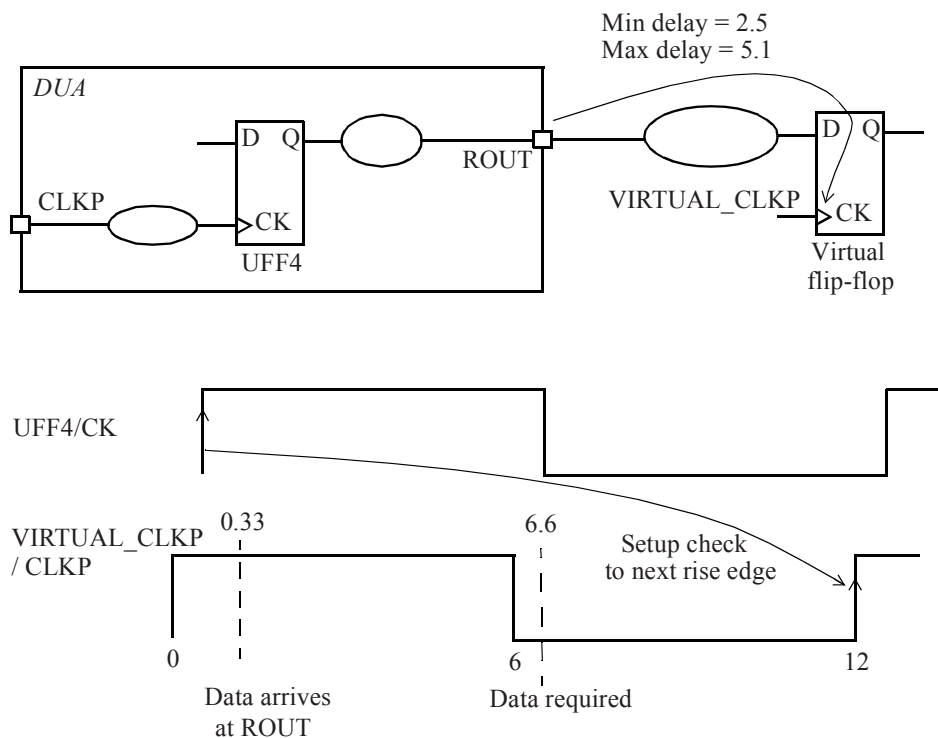 Min delay = 2.5
Max delay = 5.1
DUA
D Q
ROUT
D Q
CLKP
CK
UFF4
VIRTUAL_CLKP
CK
Virtual
flip-flop
UFF4/CK
VIRTUAL_CLKP
/ CLKP
0.33
6.6
Setup check
to next rise edge
0
6
12
Data arrives
at ROUT
Data required